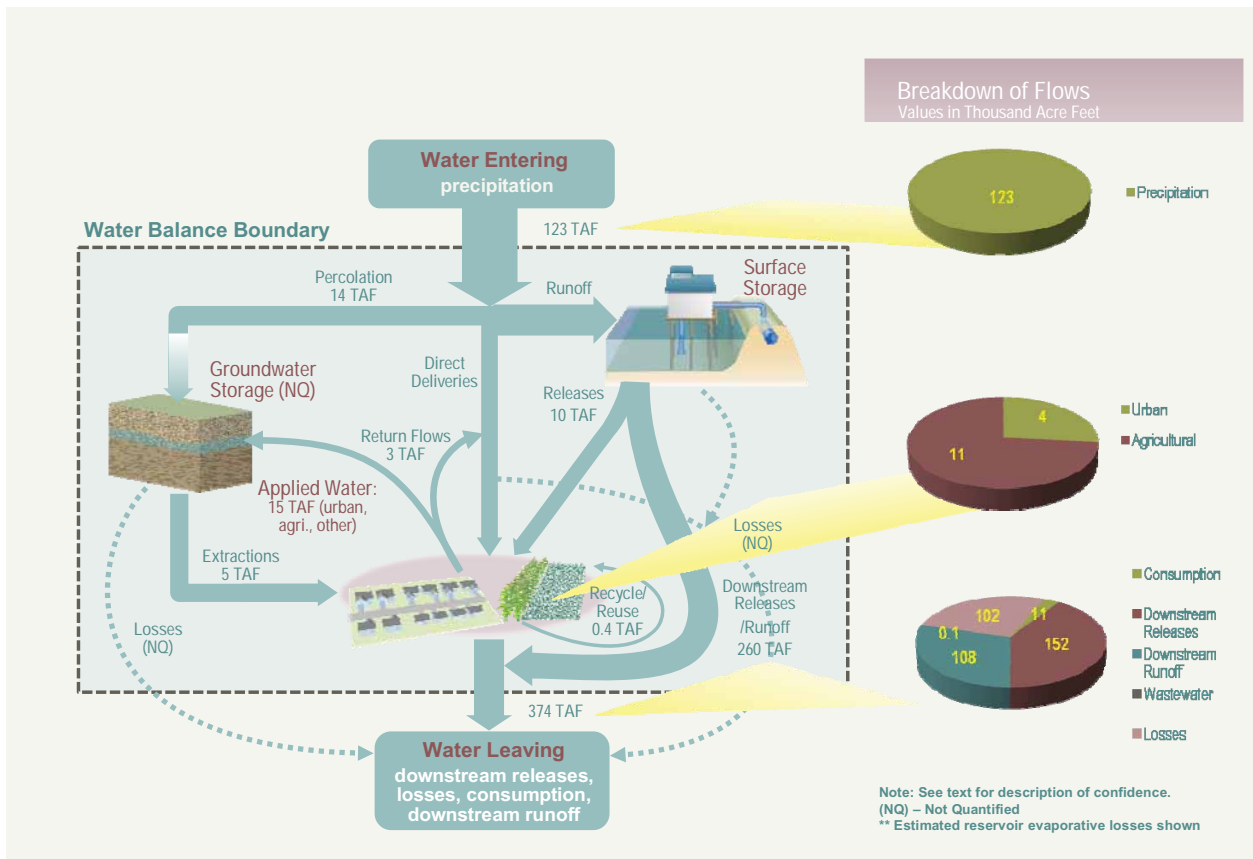 Breakdown of Flows
Values in Thousand Acre Feet
Water Entering
precipitation
123
Precipitation
Water Balance Boundary
123 TAF
Percolation
14 TAF
Runoff
Surface
Storage
Groundwater
Storage (NQ)
Direct
Deliveries
Releases
10 TAF
Return Flows
3 TAF
4
11
Urban
Agricultural
Applied Water:
15 TAF (urban,
agri., other)
Losses
(NQ)
Extractions
5 TAF
Recycle/
Reuse
0.4 TAF
Downstream
Releases
/Runoff
260 TAF
Losses
(NQ)
102
11
0.1
108
152
Consumption
Downstream
Releases
Downstream
Runoff
Wastewater
Losses
374 TAF
Water Leaving
downstream releases,
losses, consumption,
downstream runoff
Note: See text for description of confidence.
(NQ) – Not Quantified
** Estimated reservoir evaporative losses shown